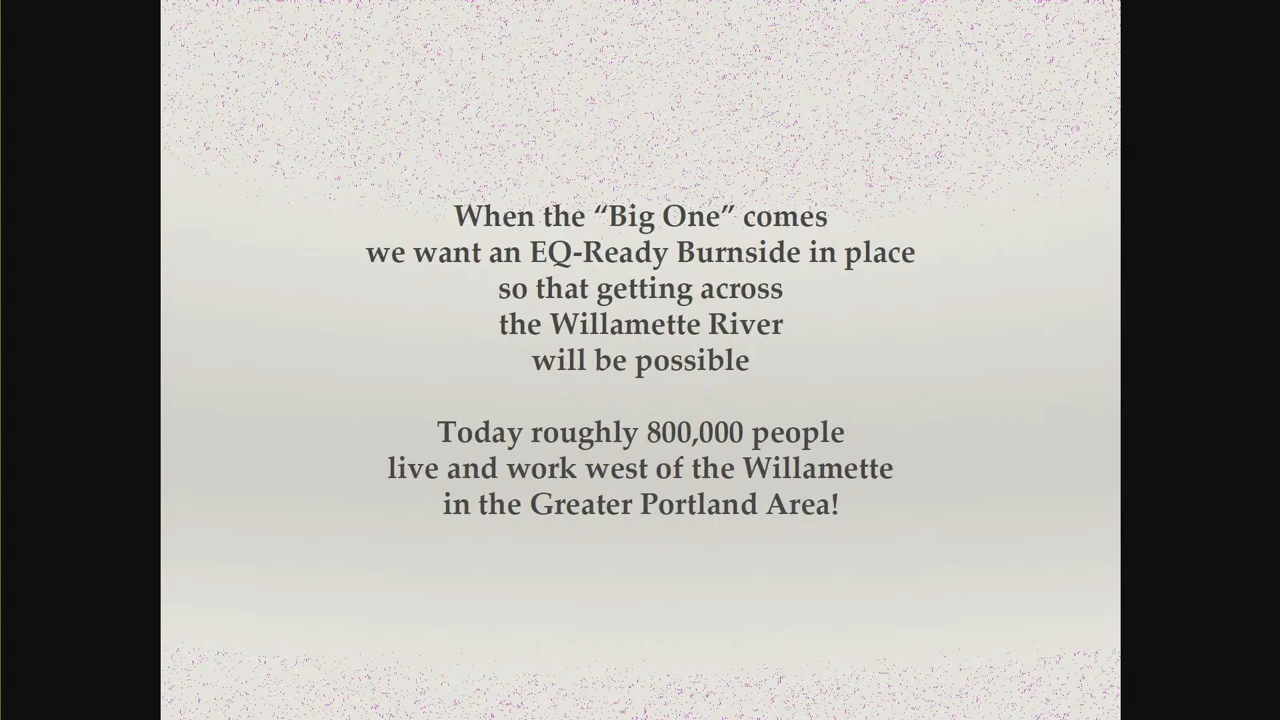 When the “Big One” comes
we want an EQ-Ready Burnside in place
so that getting across
the Willamette River
will be possible
Today roughly 800,000 people
live and work west of the Willamette
in the Greater Portland Area!